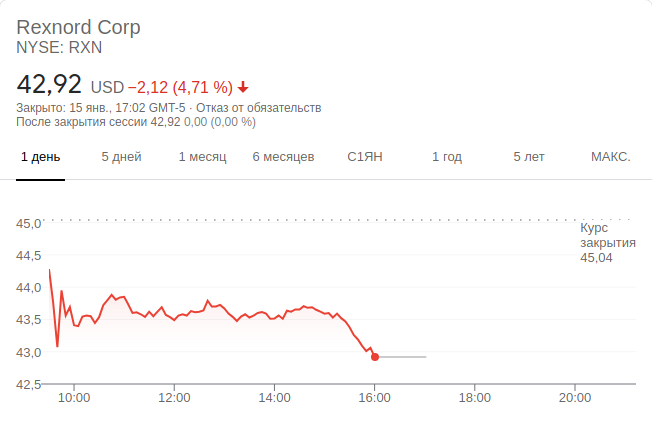 Rexnord Corp
NYSE: RXN
42,92 USD −2,12 (4,71 %)
Закрыто: 15 янв., 17:02 GMT-5 · Отказ от обязательств
После закрытия сессии 42,92 0,00 (0,00 %)
1 день 5 дней 1 месяц 6 месяцев С1ЯН 1 год 5 лет МАКС.
45,0
Курс
закрытия
45,04
44,5
44,0
43,5
43,0
42,5
10:00 12:00 14:00 16:00 18:00 20:00